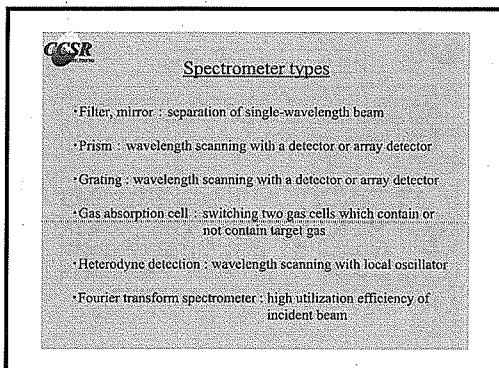 CCSR
Spectrometer types
•Filter, mirror : separation of single-wavelength beam
•Prism : wavelength scanning with a detector or array detector
•Grating : wavelength scanning with a detector or array detector
•Gas absorption cell : switching two gas cells which contain or
not contain target gas
•Heterodyne detection : wavelength scanning with local oscillator
•Fourier transform spectrometer : high utilization efficiency of
incident beam